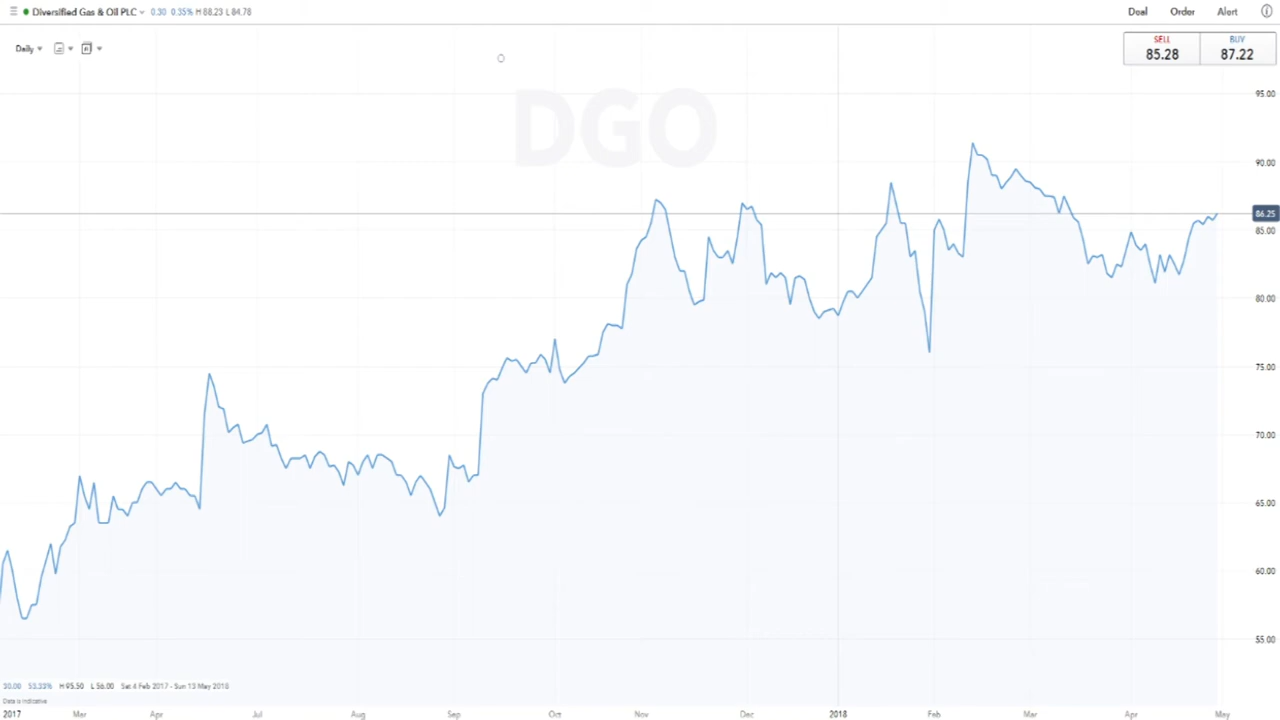 Diversified Gas & Oil PLC 0.30 0.35% H 88.23 L 84.78 Deal Order Alert
Daily
SELL BUY
85.28 87.22
DGO
95.00
90.00
86.25
85.00
80.00
75.00
70.00
65.00
60.00
55.00
30.00 53.33% H 95.50 L 56.00 Sat 4 Feb 2017 - Sun 13 May 2018
Data is indicative
2017 Mar Apr Jul Aug Sep Oct Nov Dec 2018 Feb Mar Apr May